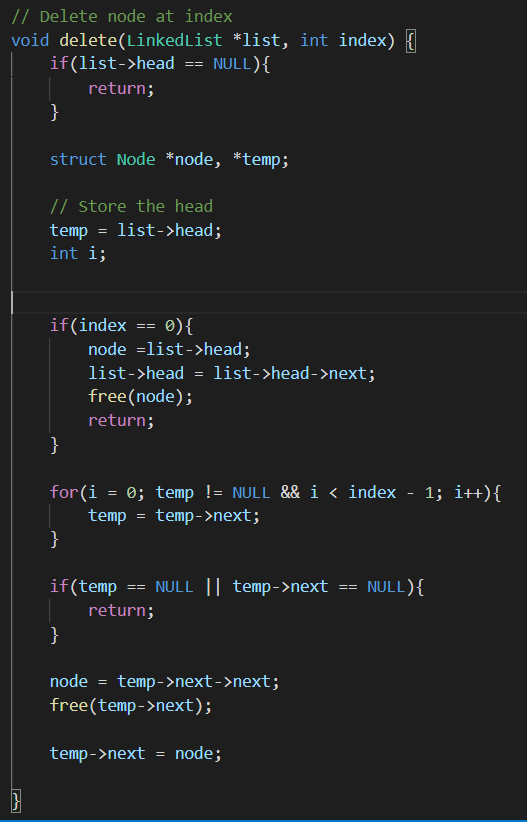 // Delete node at index
void delete(LinkedList *list, int index) {
    if(list->head == NULL){
        return;
    }
    struct Node *node, *temp;
    // Store the head
    temp = list->head;
    int i;
    if(index == 0){
        node =list->head;
        list->head = list->head->next;
        free(node);
        return;
    }
    for(i = 0; temp != NULL && i < index - 1; i++){
        temp = temp->next;
    }
    if(temp == NULL || temp->next == NULL){
        return;
    }
    node = temp->next->next;
    free(temp->next);
    temp->next = node;
}